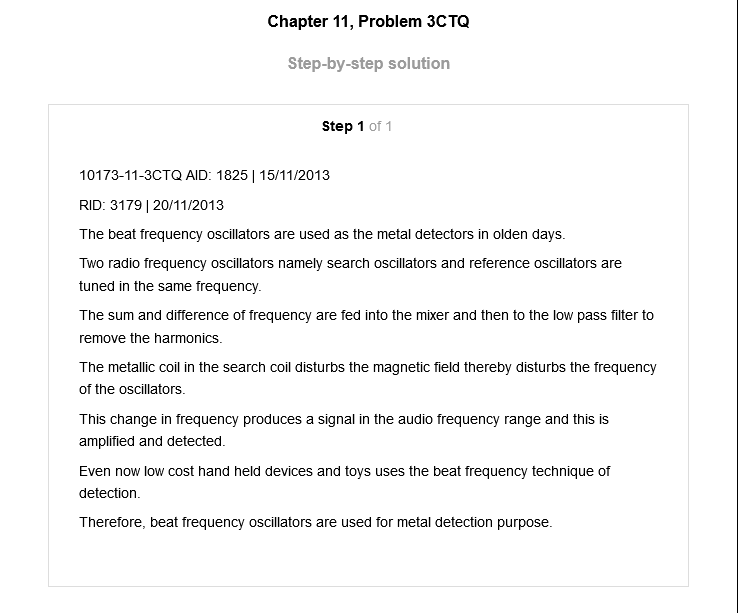 Chapter 11, Problem 3CTQ
Step-by-step solution
Step 1 of 1
10173-11-3CTQ AID: 1825 | 15/11/2013
RID: 3179 | 20/11/2013
The beat frequency oscillators are used as the metal detectors in olden days.
Two radio frequency oscillators namely search oscillators and reference oscillators are
tuned in the same frequency.
The sum and difference of frequency are fed into the mixer and then to the low pass filter to
remove the harmonics.
The metallic coil in the search coil disturbs the magnetic field thereby disturbs the frequency
of the oscillators.
This change in frequency produces a signal in the audio frequency range and this is
amplified and detected.
Even now low cost hand held devices and toys uses the beat frequency technique of
detection.
Therefore, beat frequency oscillators are used for metal detection purpose.